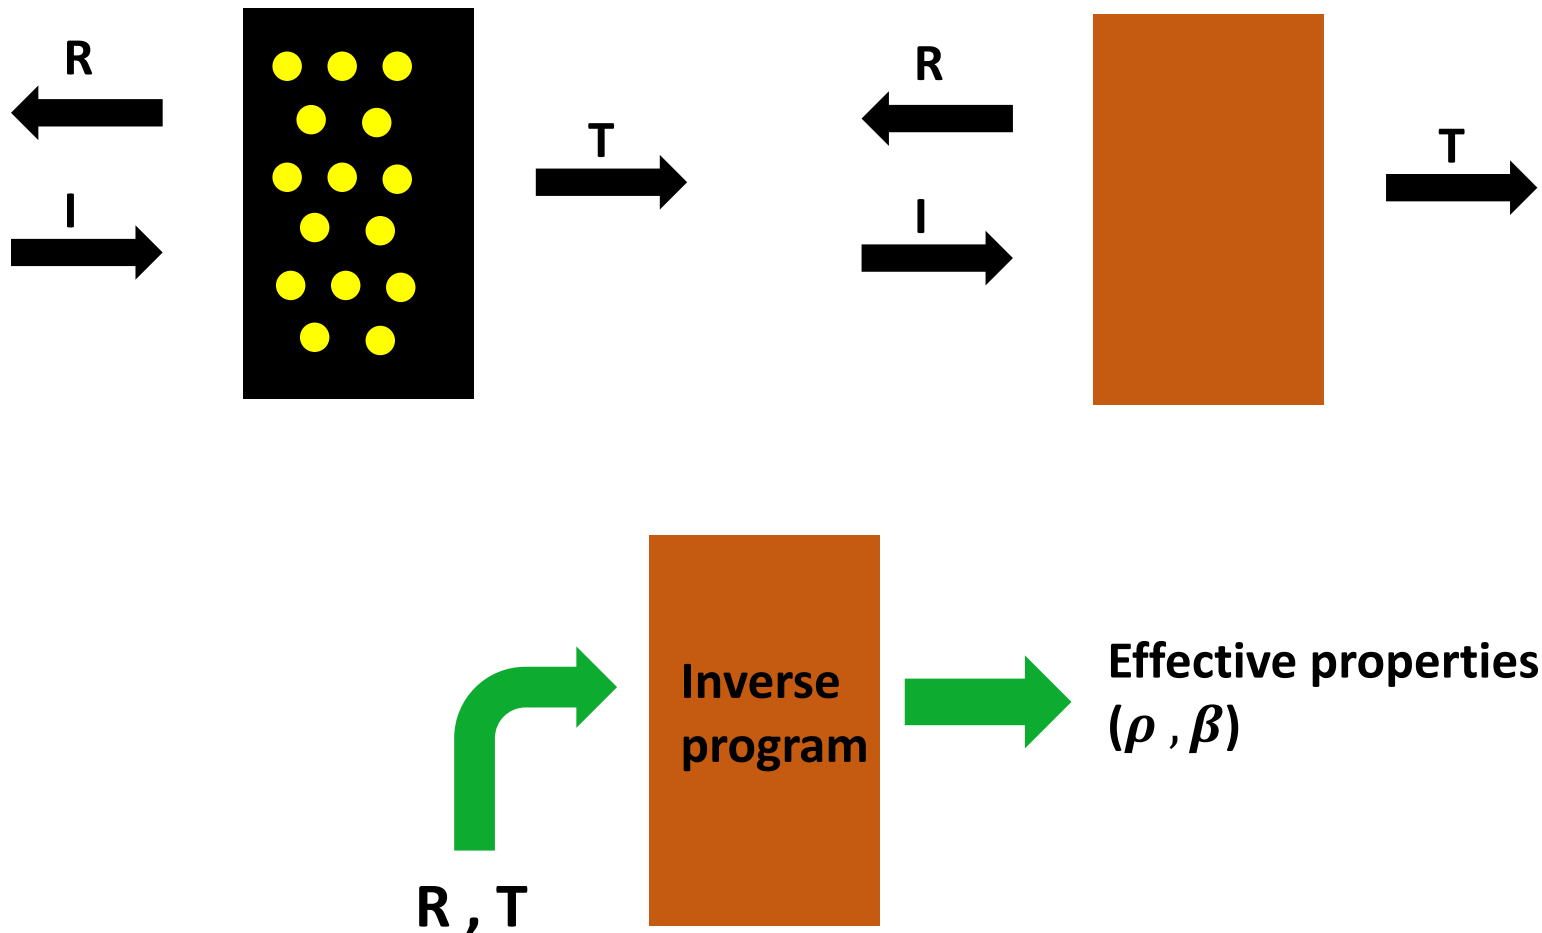 R
I
T
R
I
T
Inverse
program
Effective properties
(ρ , β)
R , T